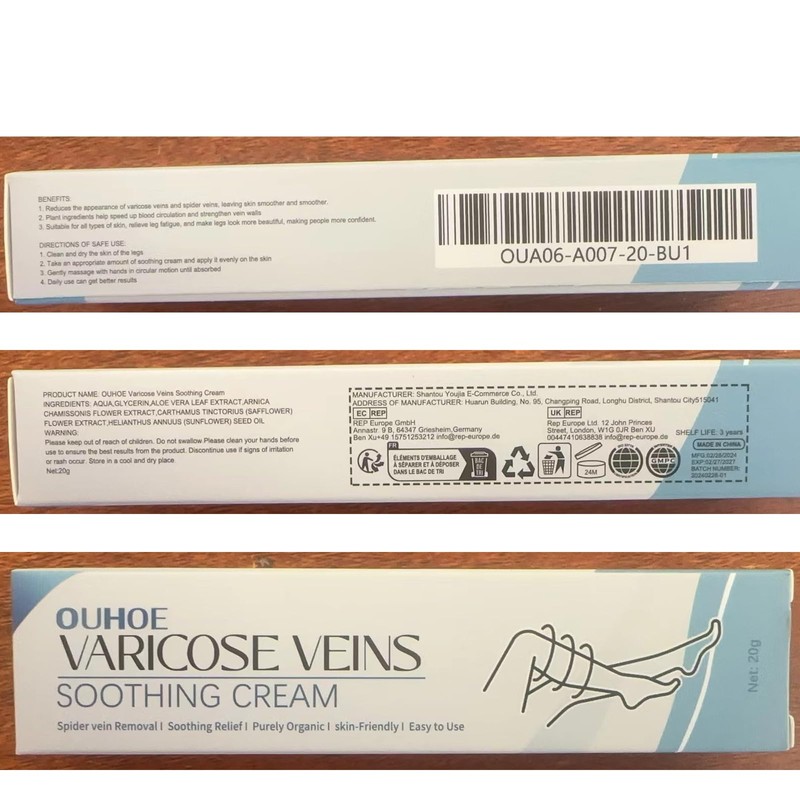 BENEFITS:
1. Reduces the appearance of varicose veins and spider veins, leaving skin smoother and smoother.
2. Plant ingredients help speed up blood circulation and strengthen vein walls
3. Suitable for all types of skin, relieve leg fatigue, and make legs look more beautiful, making people more confident.
DIRECTIONS OF SAFE USE:
1. Clean and dry the skin of the legs
2. Take an appropriate amount of soothing cream and apply it evenly on the skin
3. Gently massage with hands in circular motion until absorbed
4. Daily use can get better results
OUA06-A007-20-BU1
PRODUCT NAME: OUHOE Varicose Veins Soothing Cream
INGREDIENTS: AQUA,GLYCERIN,ALOE VERA LEAF EXTRACT,ARNICA
CHAMISSONIS FLOWER EXTRACT,CARTHAMUS TINCTORIUS (SAFFLOWER)
FLOWER EXTRACT,HELIANTHUS ANNUUS (SUNFLOWER) SEED OIL
WARNING:
Please keep out of reach of children. Do not swallow Please clean your hands before
use to ensure the best results from the product. Discontinue use if signs of irritation
or rash occur. Store in a cool and dry place
Net:20g
MANUFACTURER: Shantou Youjia E-Commerce Co., Ltd.
ADDRESS OF MANUFACTURER: Huarun Building, No. 95, Changping Road, Longhu District, Shantou City515041
EC REP
REP Europe GmbH
Annastr. 9 B, 64347 Griesheim,Germany
Ben Xu+49 15751253212 info@rep-europe.de
UK REP
Rep Europe Ltd. 12 John Princes
Street, London, W1G 0JR Ben XU
00447410638838 info@rep-europe.de
SHELF LIFE: 3 years
FR
ÉLÉMENTS D'EMBALLAGE
À SÉPARER ET À DÉPOSER
DANS LE BAC DE TRI
BAC DE TRI
24M
GMPC
MADE IN CHINA
MFG:02/28/2024
EXP:02/27/2027
BATCH NUMBER:
20240228-01
OUHOE
VARICOSE VEINS
SOOTHING CREAM
Spider vein Removal I Soothing Relief I Purely Organic I skin-Friendly I Easy to Use
Net: 20g